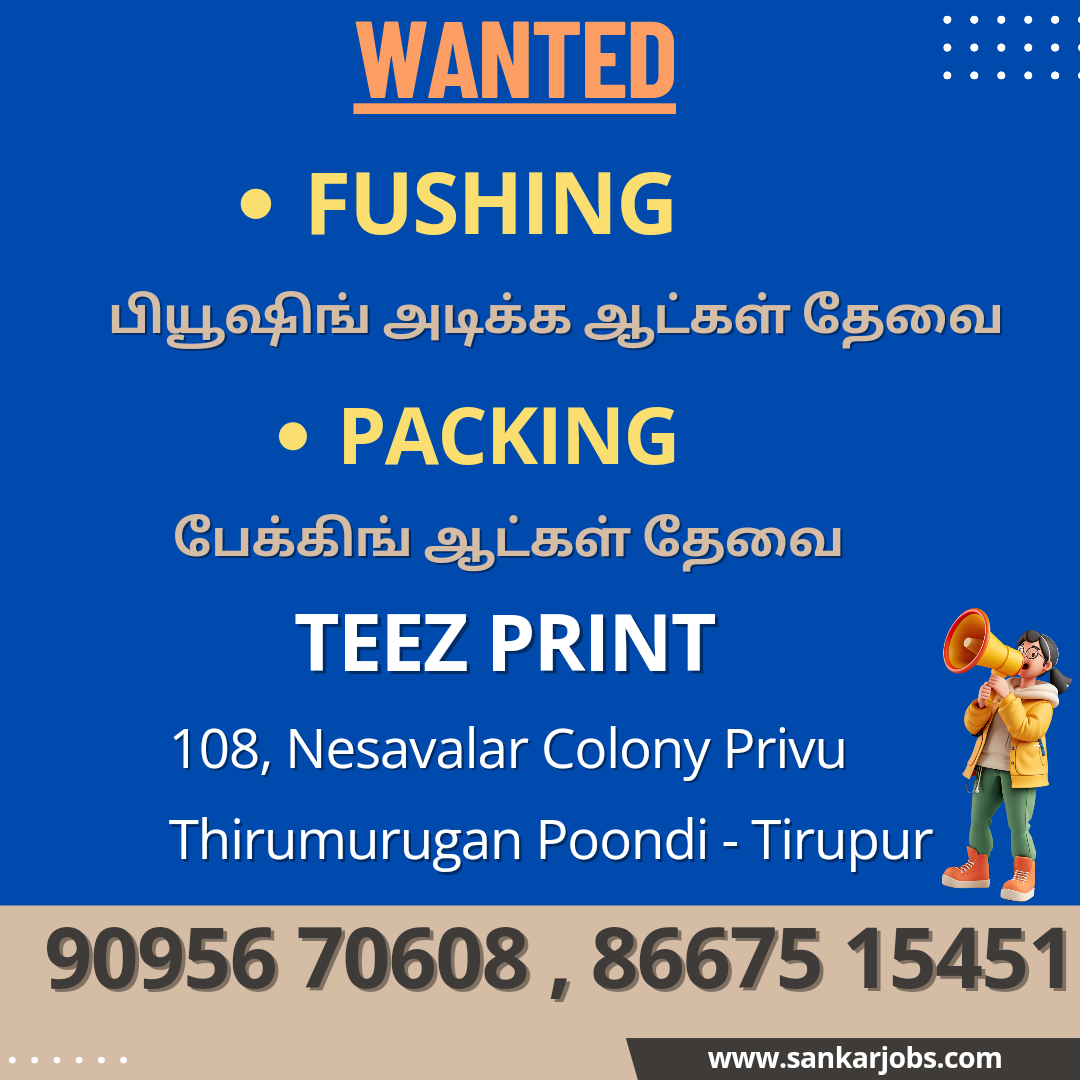 WANTED
• FUSHING
பியூஷிங் அடிக்க ஆட்கள் தேவை
• PACKING
பேக்கிங் ஆட்கள் தேவை
TEEZ PRINT
108, Nesavalar Colony Privu
Thirumurugan Poondi - Tirupur
90956 70608 , 86675 15451
www.sankarjobs.com